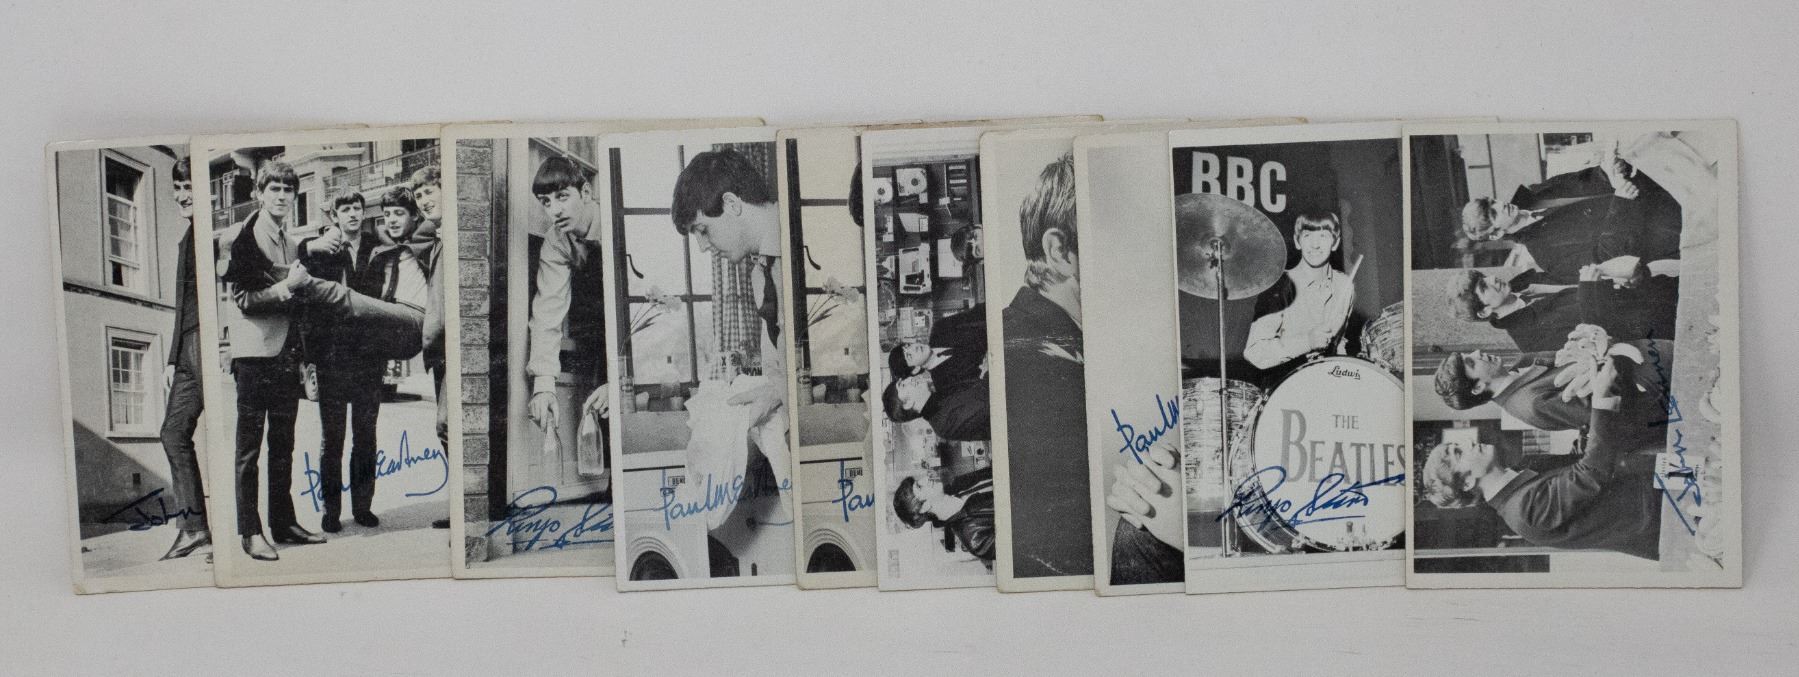 John
Paul McCartney
Ringo Starr
Paul McCartney
Paul
Paul M
BBC
Ludwig
THE
BEATLES
Ringo Starr
John Lennon